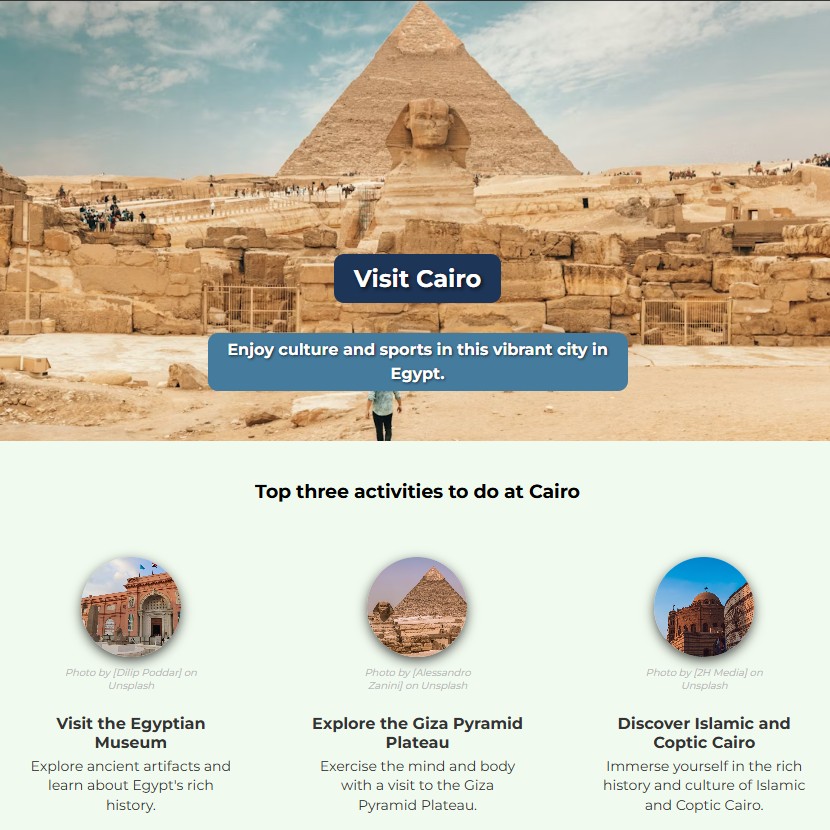 Visit Cairo
Enjoy culture and sports in this vibrant city in
Egypt.
Top three activities to do at Cairo
Photo by [Dilip Poddar] on
Unsplash
Visit the Egyptian
Museum
Explore ancient artifacts and
learn about Egypt's rich
history.
Photo by [Alessandro
Zanini] on Unsplash
Explore the Giza Pyramid
Plateau
Exercise the mind and body
with a visit to the Giza
Pyramid Plateau.
Photo by [2H Media] on
Unsplash
Discover Islamic and
Coptic Cairo
Immerse yourself in the rich
history and culture of Islamic
and Coptic Cairo.